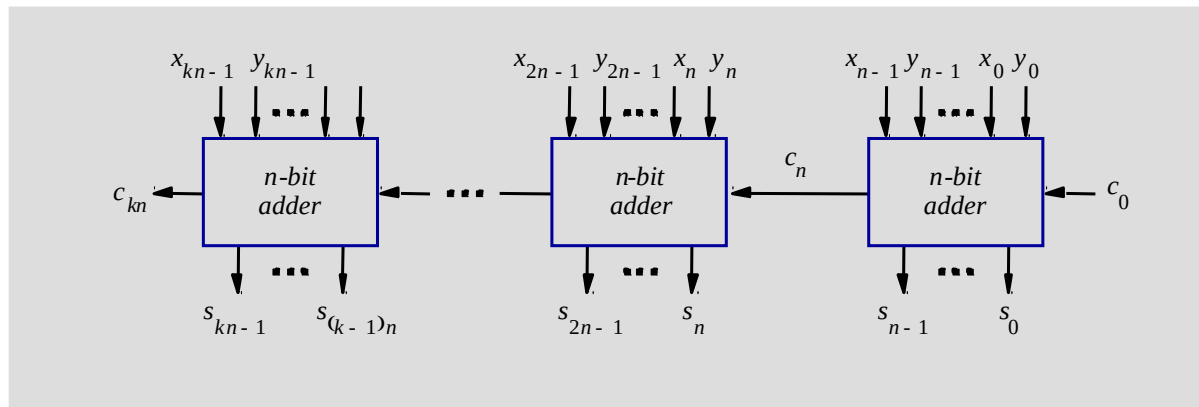 x_{kn-1} y_{kn-1} x_{2n-1} y_{2n-1} x_n y_n x_{n-1} y_{n-1} x_0 y_0
n-bit adder
n-bit adder
n-bit adder
c_{kn} c_n c_0
s_{kn-1} s_{(k-1)n} s_{2n-1} s_n s_{n-1} s_0